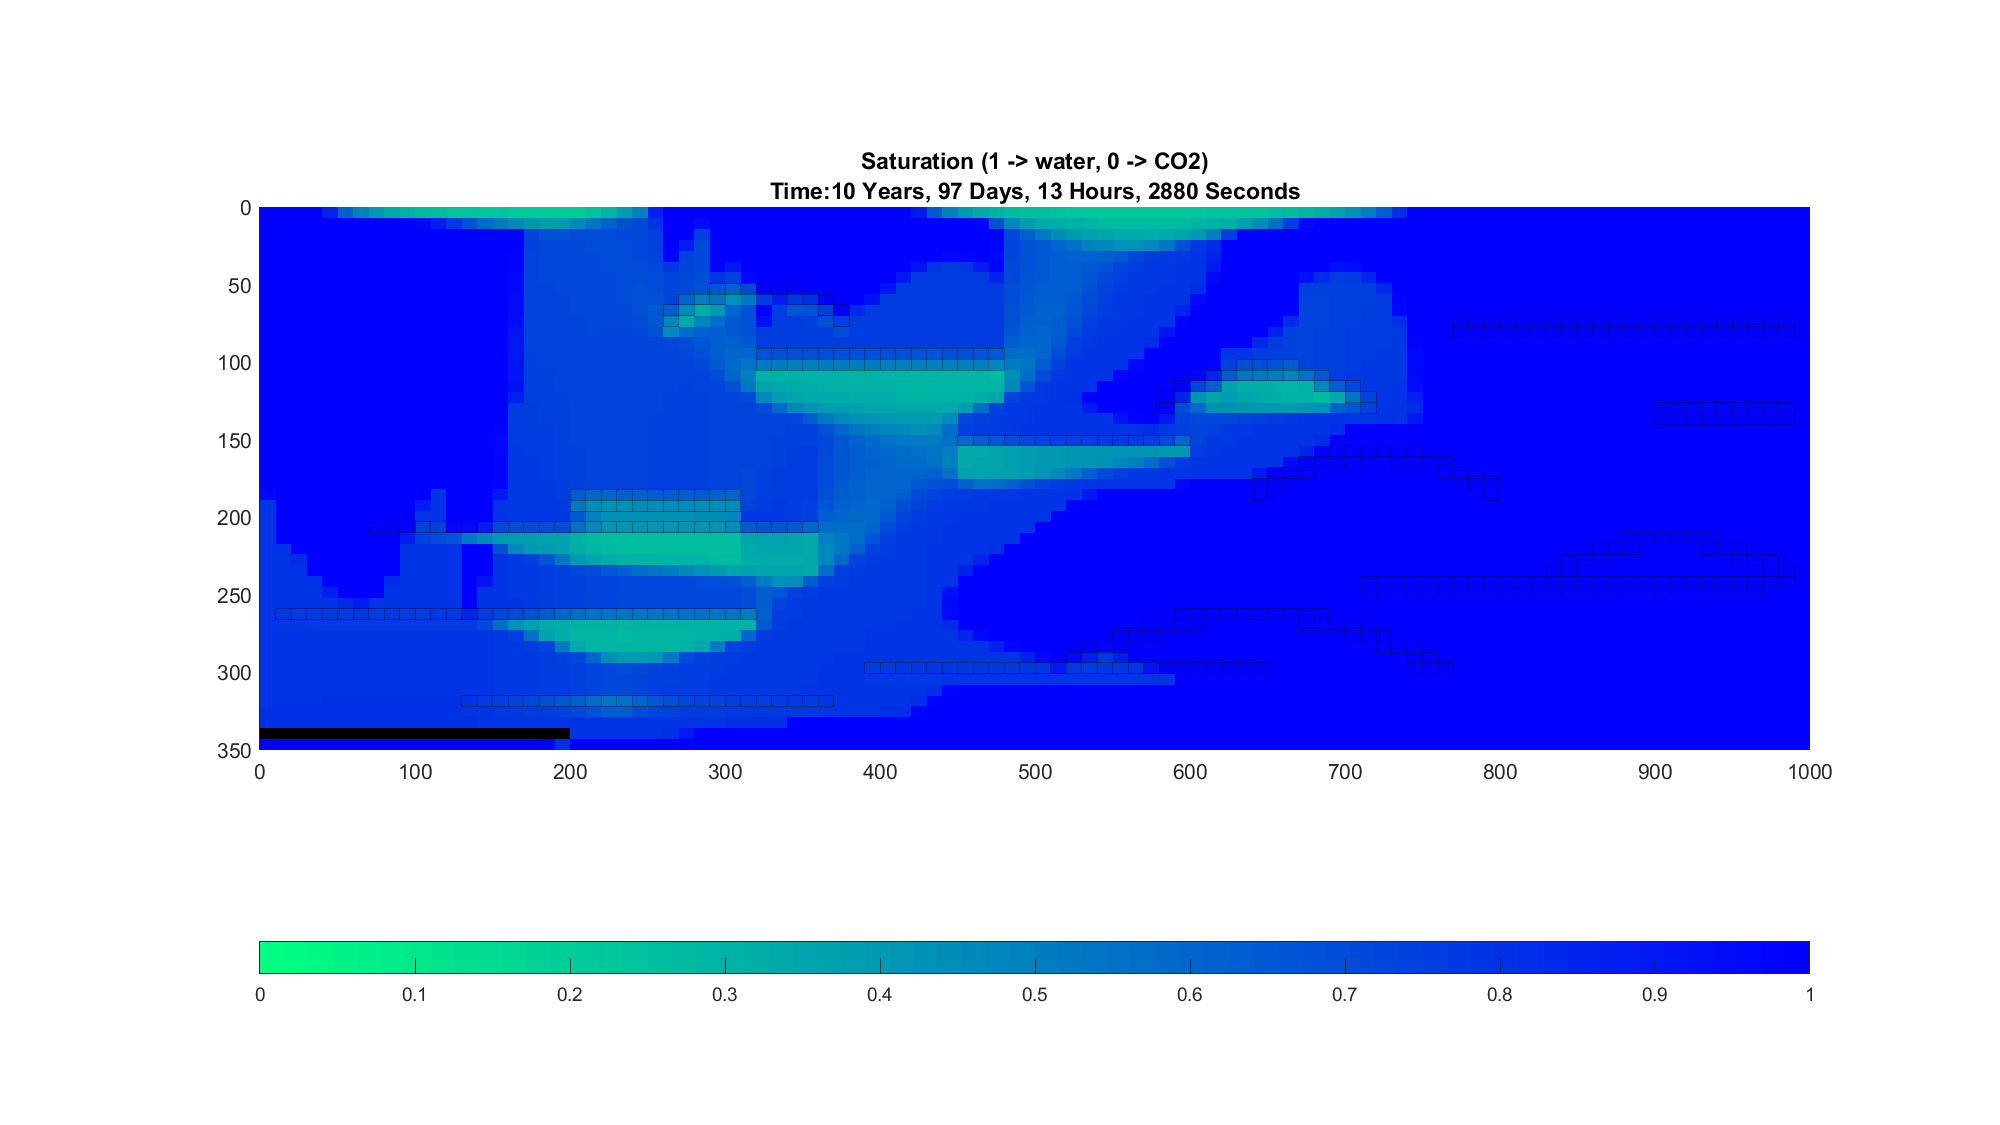 Saturation (1 -> water, 0 -> CO2)
Time:10 Years, 97 Days, 13 Hours, 2880 Seconds
0
50
100
150
200
250
300
350
0 100 200 300 400 500 600 700 800 900 1000
0 0.1 0.2 0.3 0.4 0.5 0.6 0.7 0.8 0.9 1